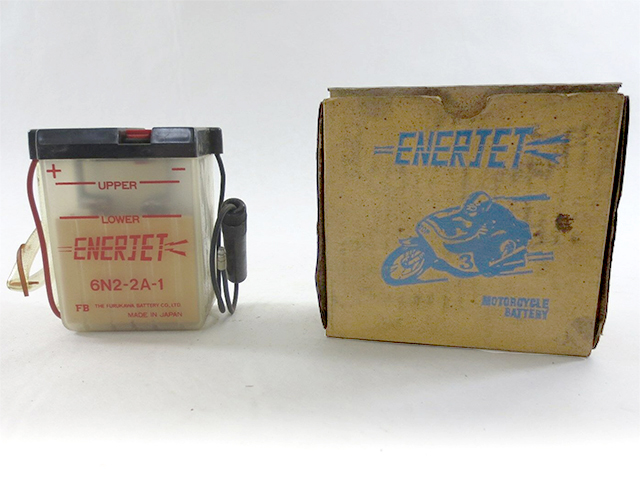 + −
UPPER
LOWER
ENERJET
6N2-2A-1
FB THE FURUKAWA BATTERY CO., LTD.
MADE IN JAPAN
ENERJET
3
MOTORCYCLE
BATTERY